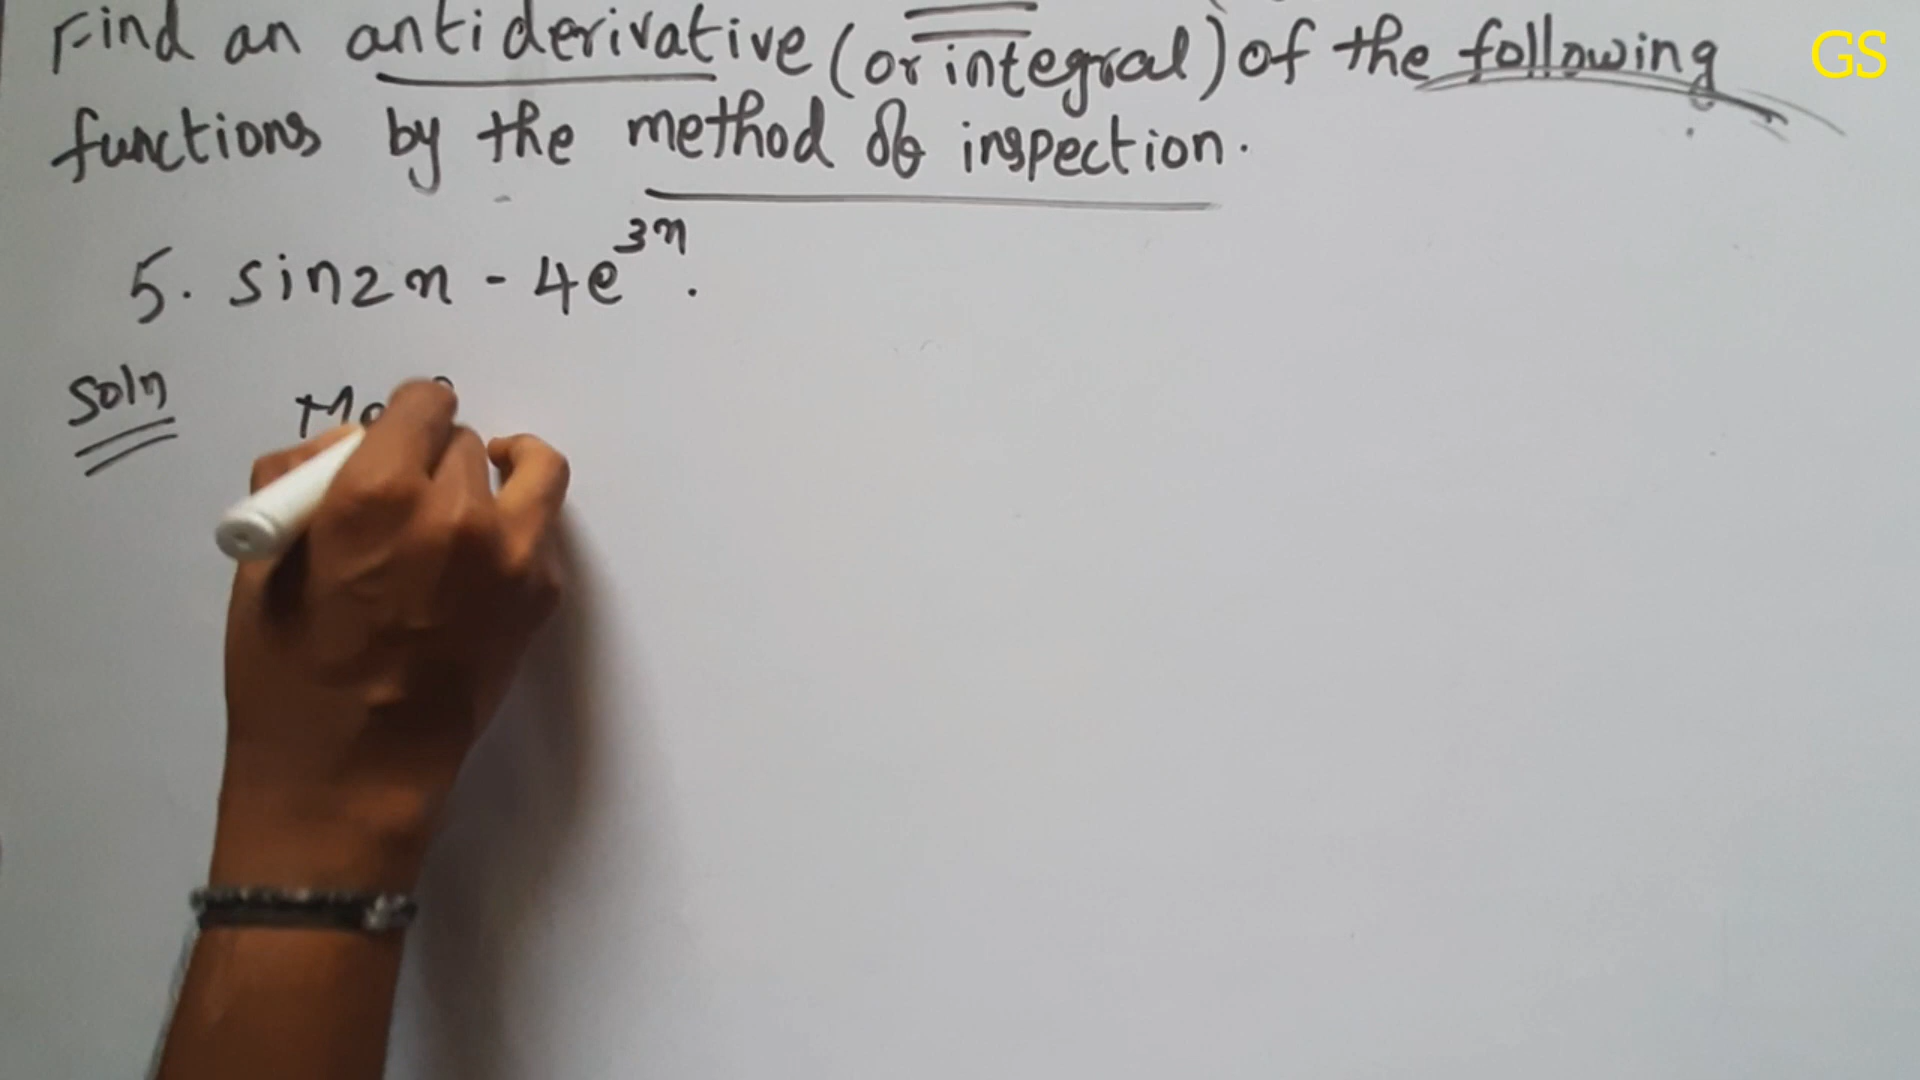 Find an antiderivative (or integral) of the following
GS
functions by the method of inspection.
5. sin2x - 4e^3x.
Soln